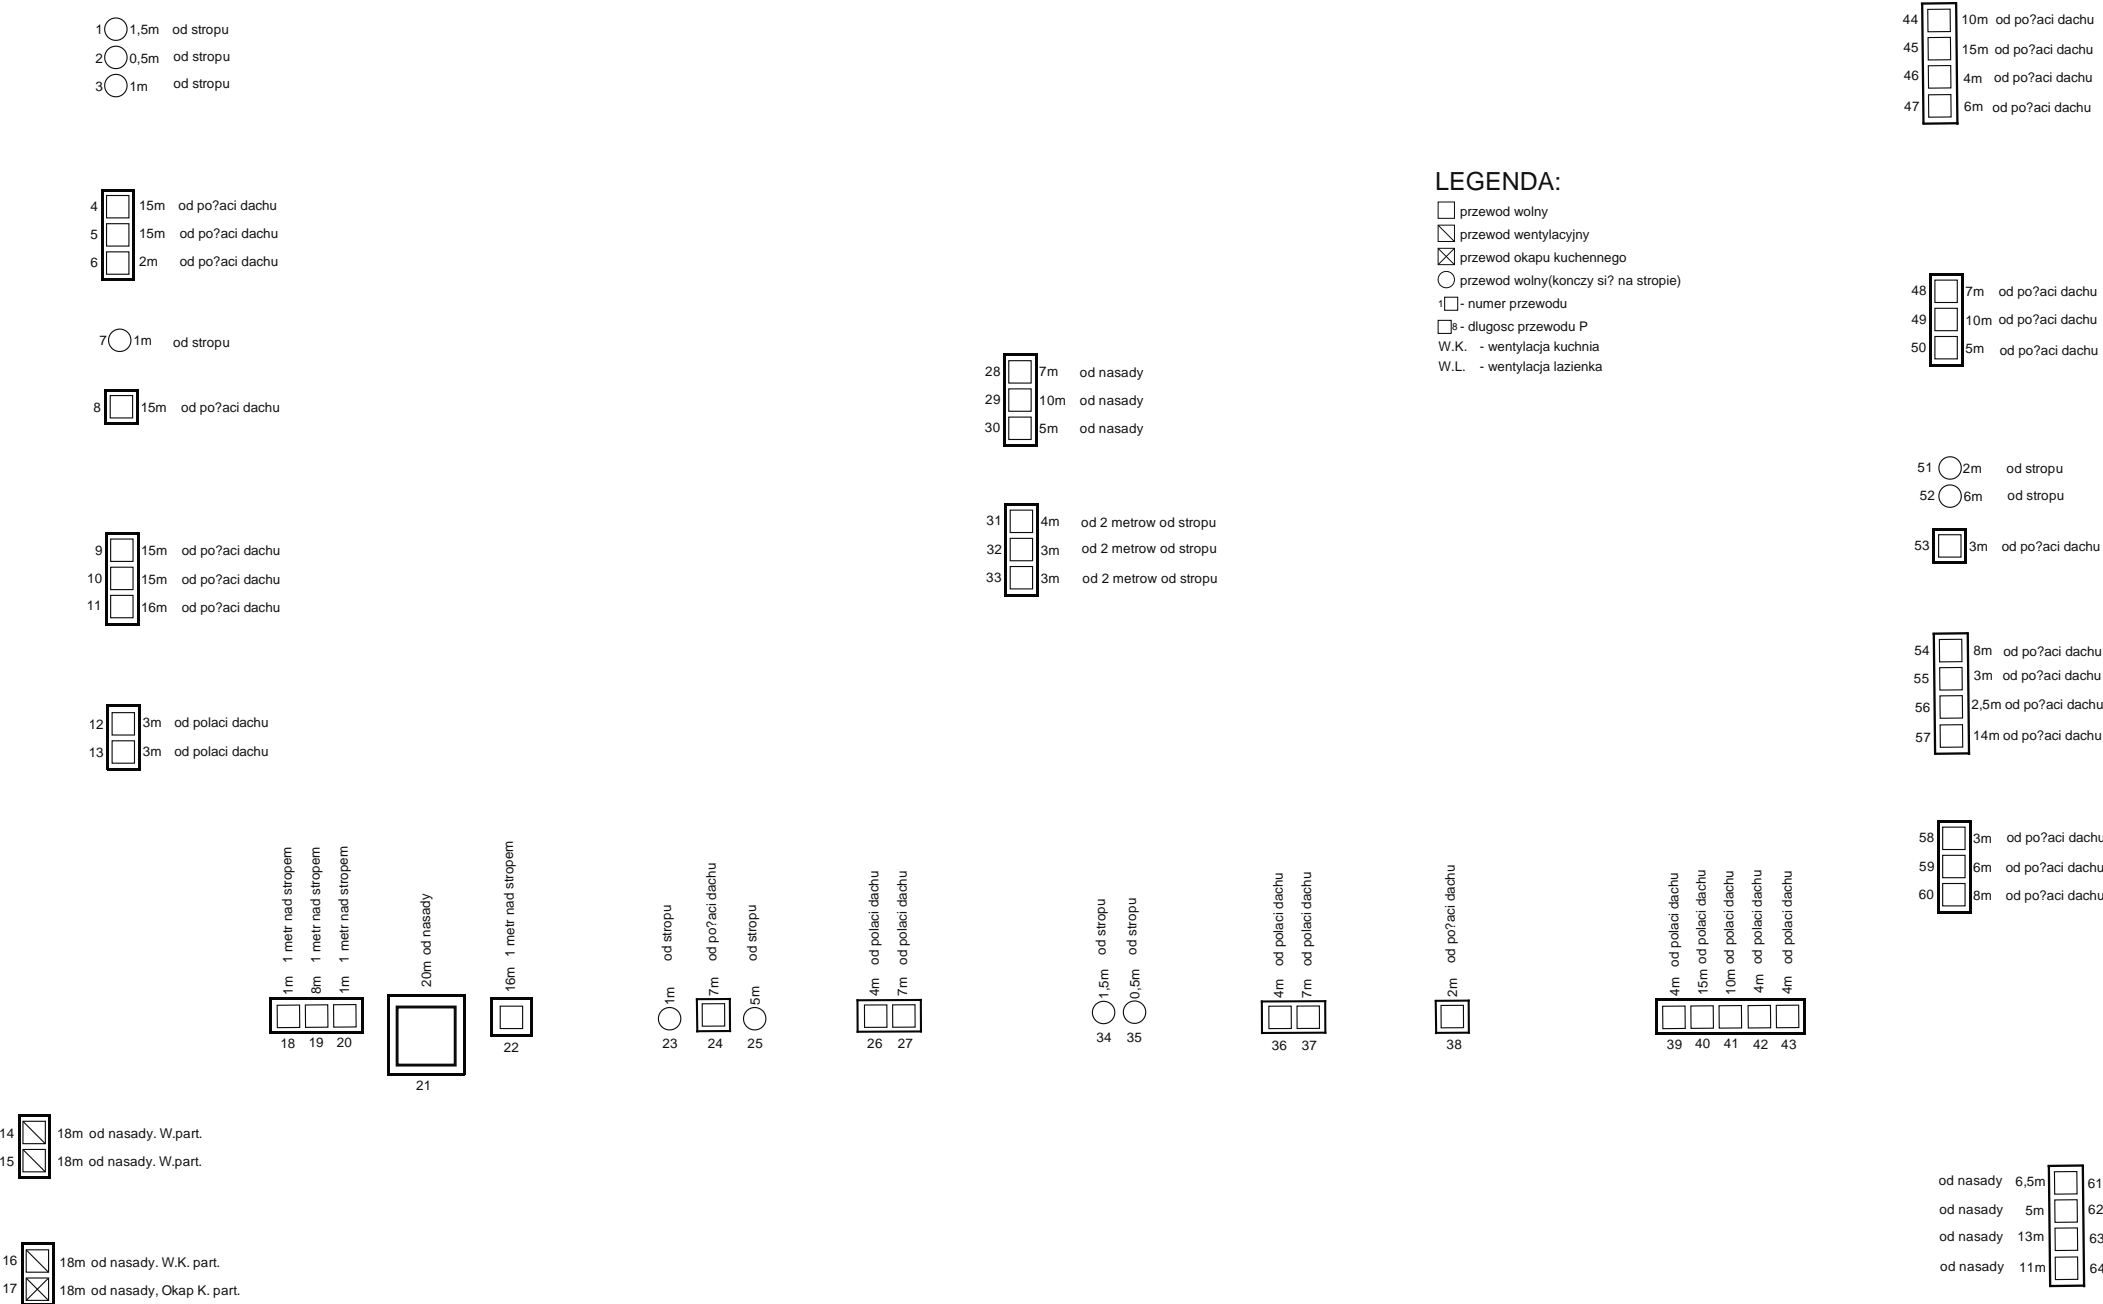 1 1,5m od stropu
2 0,5m od stropu
3 1m od stropu
4 15m od po?aci dachu
5 15m od po?aci dachu
6 2m od po?aci dachu
7 1m od stropu
8 15m od po?aci dachu
9 15m od po?aci dachu
10 15m od po?aci dachu
11 16m od po?aci dachu
12 3m od polaci dachu
13 3m od polaci dachu
14 18m od nasady. W.part.
15 18m od nasady. W.part.
16 18m od nasady. W.K. part.
17 18m od nasady, Okap K. part.
18 1m 1 metr nad stropem
19 8m 1 metr nad stropem
20 1m 1 metr nad stropem
21 20m od nasady
22 16m 1 metr nad stropem
23 1m od stropu
24 7m od po?aci dachu
25 5m od stropu
26 4m od polaci dachu
27 7m od polaci dachu
28 7m od nasady
29 10m od nasady
30 5m od nasady
31 4m od 2 metrow od stropu
32 3m od 2 metrow od stropu
33 3m od 2 metrow od stropu
34 1,5m od stropu
35 0,5m od stropu
36 4m od polaci dachu
37 7m od polaci dachu
38 2m od po?aci dachu
39 4m od polaci dachu
40 15m od polaci dachu
41 10m od polaci dachu
42 4m od polaci dachu
43 4m od polaci dachu
LEGENDA:
przewod wolny
przewod wentylacyjny
przewod okapu kuchennego
przewod wolny(konczy si? na stropie)
1 - numer przewodu
8 - dlugosc przewodu P
W.K. - wentylacja kuchnia
W.L. - wentylacja lazienka
44 10m od po?aci dachu
45 15m od po?aci dachu
46 4m od po?aci dachu
47 6m od po?aci dachu
48 7m od po?aci dachu
49 10m od po?aci dachu
50 5m od po?aci dachu
51 2m od stropu
52 6m od stropu
53 3m od po?aci dachu
54 8m od po?aci dachu
55 3m od po?aci dachu
56 2,5m od po?aci dachu
57 14m od po?aci dachu
58 3m od po?aci dachu
59 6m od po?aci dachu
60 8m od po?aci dachu
od nasady 6,5m 61
od nasady 5m 62
od nasady 13m 63
od nasady 11m 64